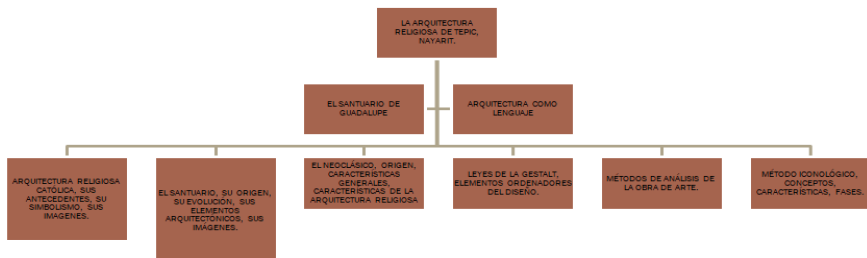 LA ARQUITECTURA
RELIGIOSA DE TEPIC,
NAYARIT.
EL SANTUARIO DE
GUADALUPE
ARQUITECTURA COMO
LENGUAJE
ARQUITECTURA RELIGIOSA
CATÓLICA, SUS
ANTECEDENTES, SU
SIMBOLISMO, SUS
IMAGENES.
EL SANTUARIO, SU ORIGEN,
SU EVOLUCION, SUS
ELEMENTOS
ARQUITECTONICOS, SUS
IMÁGENES.
EL NEOCLÁSICO, ORIGEN,
CARACTERÍSTICAS
GENERALES,
CARACTERÍSTICAS DE LA
ARQUITECTURA RELIGIOSA
LEYES DE LA GESTALT,
ELEMENTOS ORDENADORES
DEL DISEÑO.
MÉTODOS DE ANÁLISIS DE
LA OBRA DE ARTE.
MÉTODO ICONOLÓGICO,
CONCEPTOS,
CARACTERÍSTICAS, FASES.